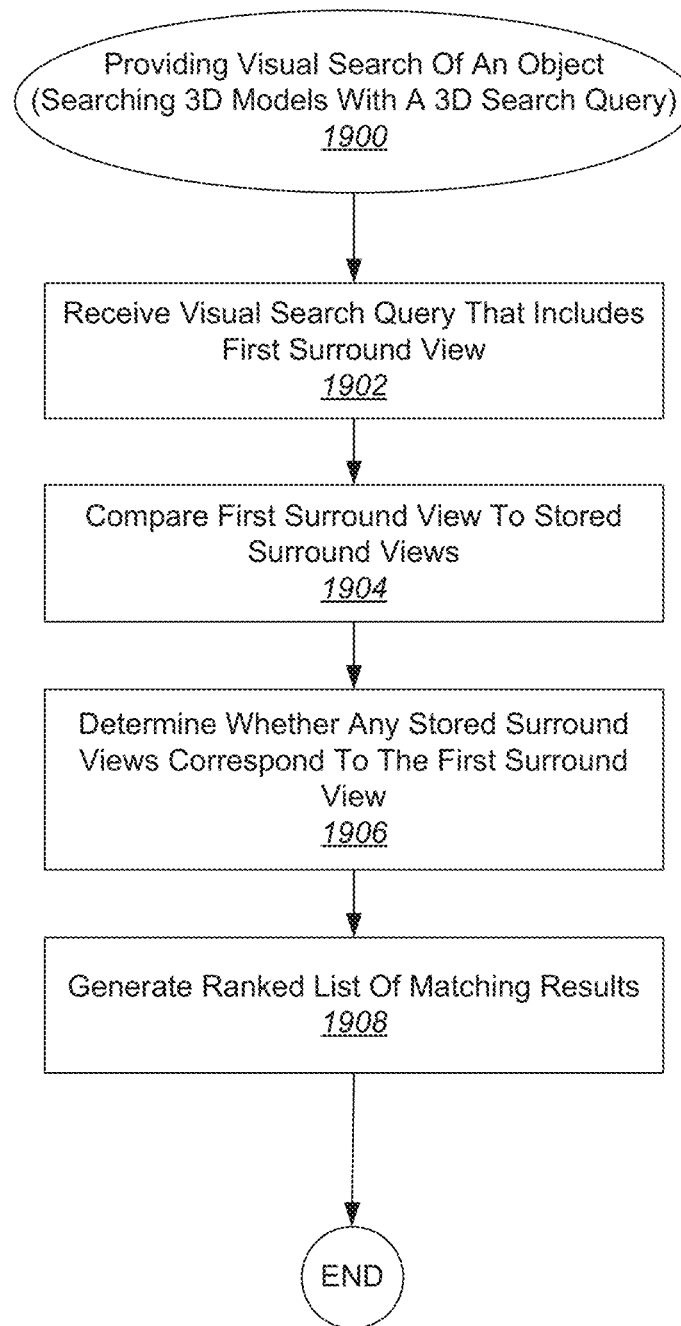 Providing Visual Search Of An Object
(Searching 3D Models With A 3D Search Query)
1900
Receive Visual Search Query That Includes
First Surround View
1902
Compare First Surround View To Stored
Surround Views
1904
Determine Whether Any Stored Surround
Views Correspond To The First Surround
View
1906
Generate Ranked List Of Matching Results
1908
END